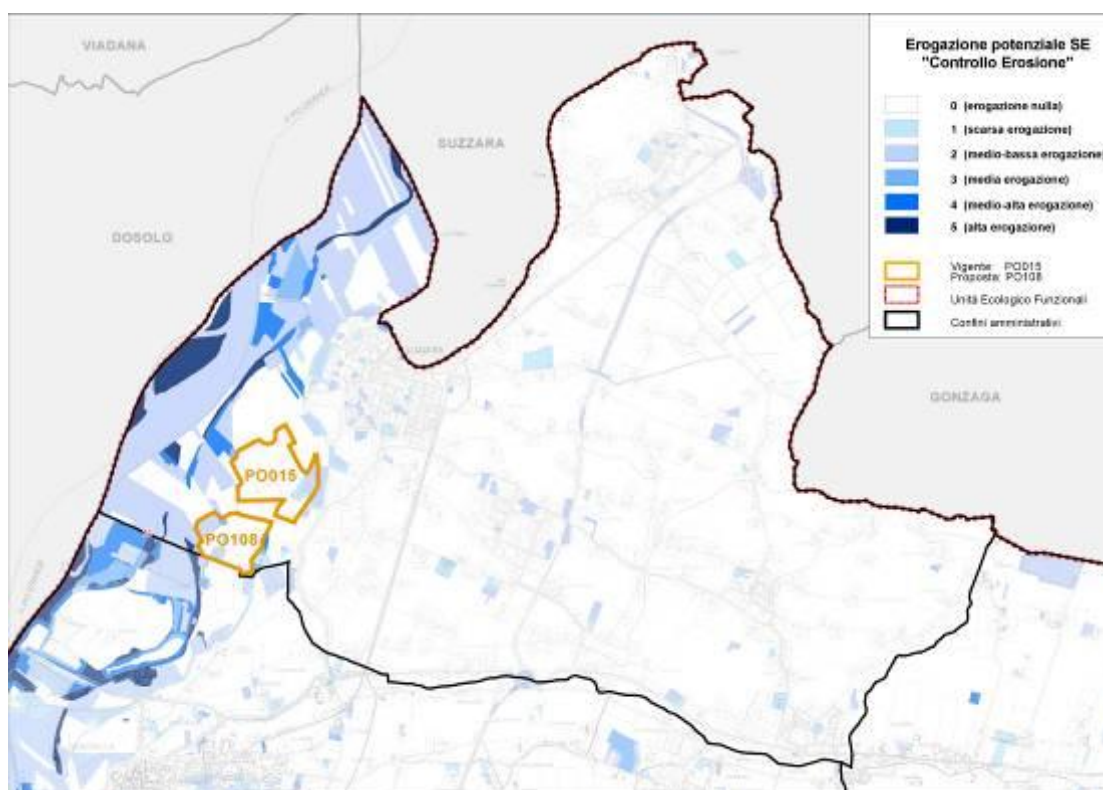 VIADANA
SUZZARA
DOSOLO
GONZAGA
PO015
PO108
Erogazione potenziale SE
"Controllo Erosione"
0 (erogazione nulla)
1 (scarsa erogazione)
2 (medio-bassa erogazione)
3 (media erogazione)
4 (medio-alta erogazione)
5 (alta erogazione)
Vigente: PO015
Proposta: PO108
Unità Ecologico Funzionali
Confini amministrativi